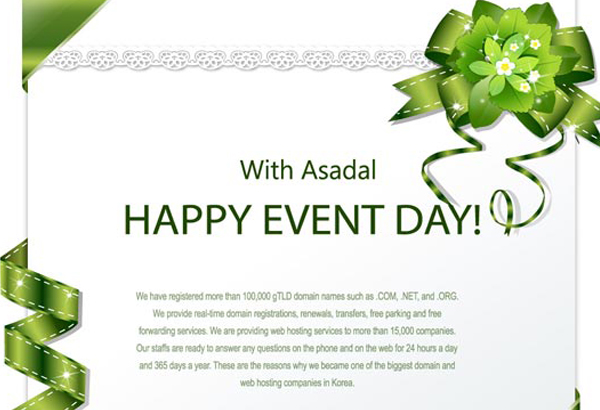 With Asadal
HAPPY EVENT DAY!
We have registered more than 100,000 gTLD domain names such as .COM, .NET, and .ORG.
We provide real-time domain registrations, renewals, transfers, free parking and free
forwarding services. We are providing web hosting services to more than 15,000 companies.
Our staffs are ready to answer any questions on the phone and on the web for 24 hours a day
and 365 days a year. These are the reasons why we became one of the biggest domain and
web hosting companies in Korea.